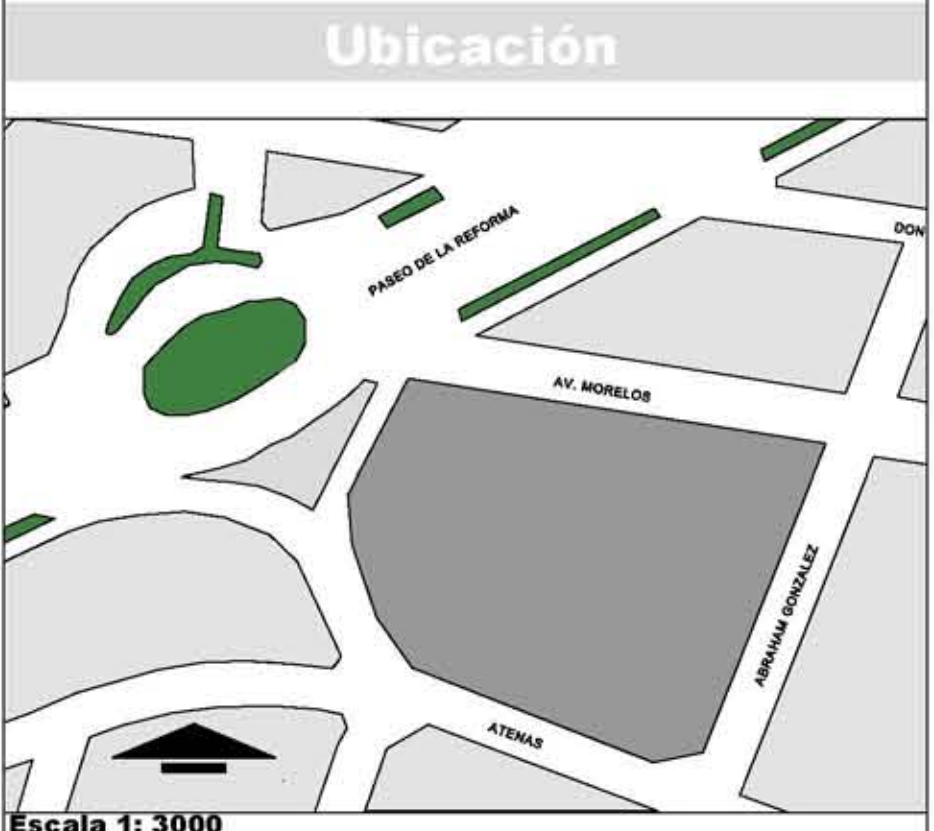 Ubicación
DON
PASEO DE LA REFORMA
AV. MORELOS
ABRAHAM GONZALEZ
ATENAS
Escala 1: 3000